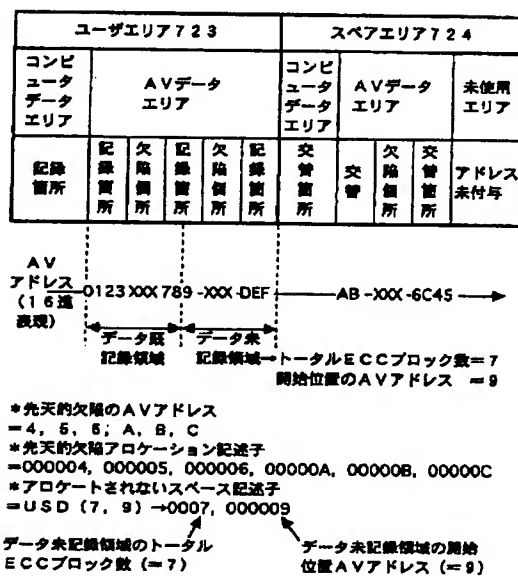 ユーザエリア７２３
スペアエリア７２４
コンピ
ュータ
データ
エリア
ＡＶデータ
エリア
コンピ
ュータ
データ
エリア
ＡＶデータ
エリア
未使用
エリア
記録
箇所
記録箇所
欠陥個所
記録箇所
欠陥個所
記録箇所
交替箇所
交替
欠陥個所
交替箇所
アドレス
未付与
ＡＶ
アドレス
（１６進
表現）
0123 XXX 789 -XXX -DEF
AB -XXX -6C45
データ既
記録領域
データ未
記録領域→トータルＥＣＣブロック数＝７
開始位置のＡＶアドレス ＝９
＊先天的欠陥のＡＶアドレス
＝４，５，６；Ａ，Ｂ，Ｃ
＊先天的欠陥アロケーション記述子
＝000004，000005，000006，00000A，00000B，00000C
＊アロケートされないスペース記述子
＝ＵＳＤ（７，９）→0007，000009
データ未記録領域のトータル
ＥＣＣブロック数（＝７）
データ未記録領域の開始
位置ＡＶアドレス（＝９）